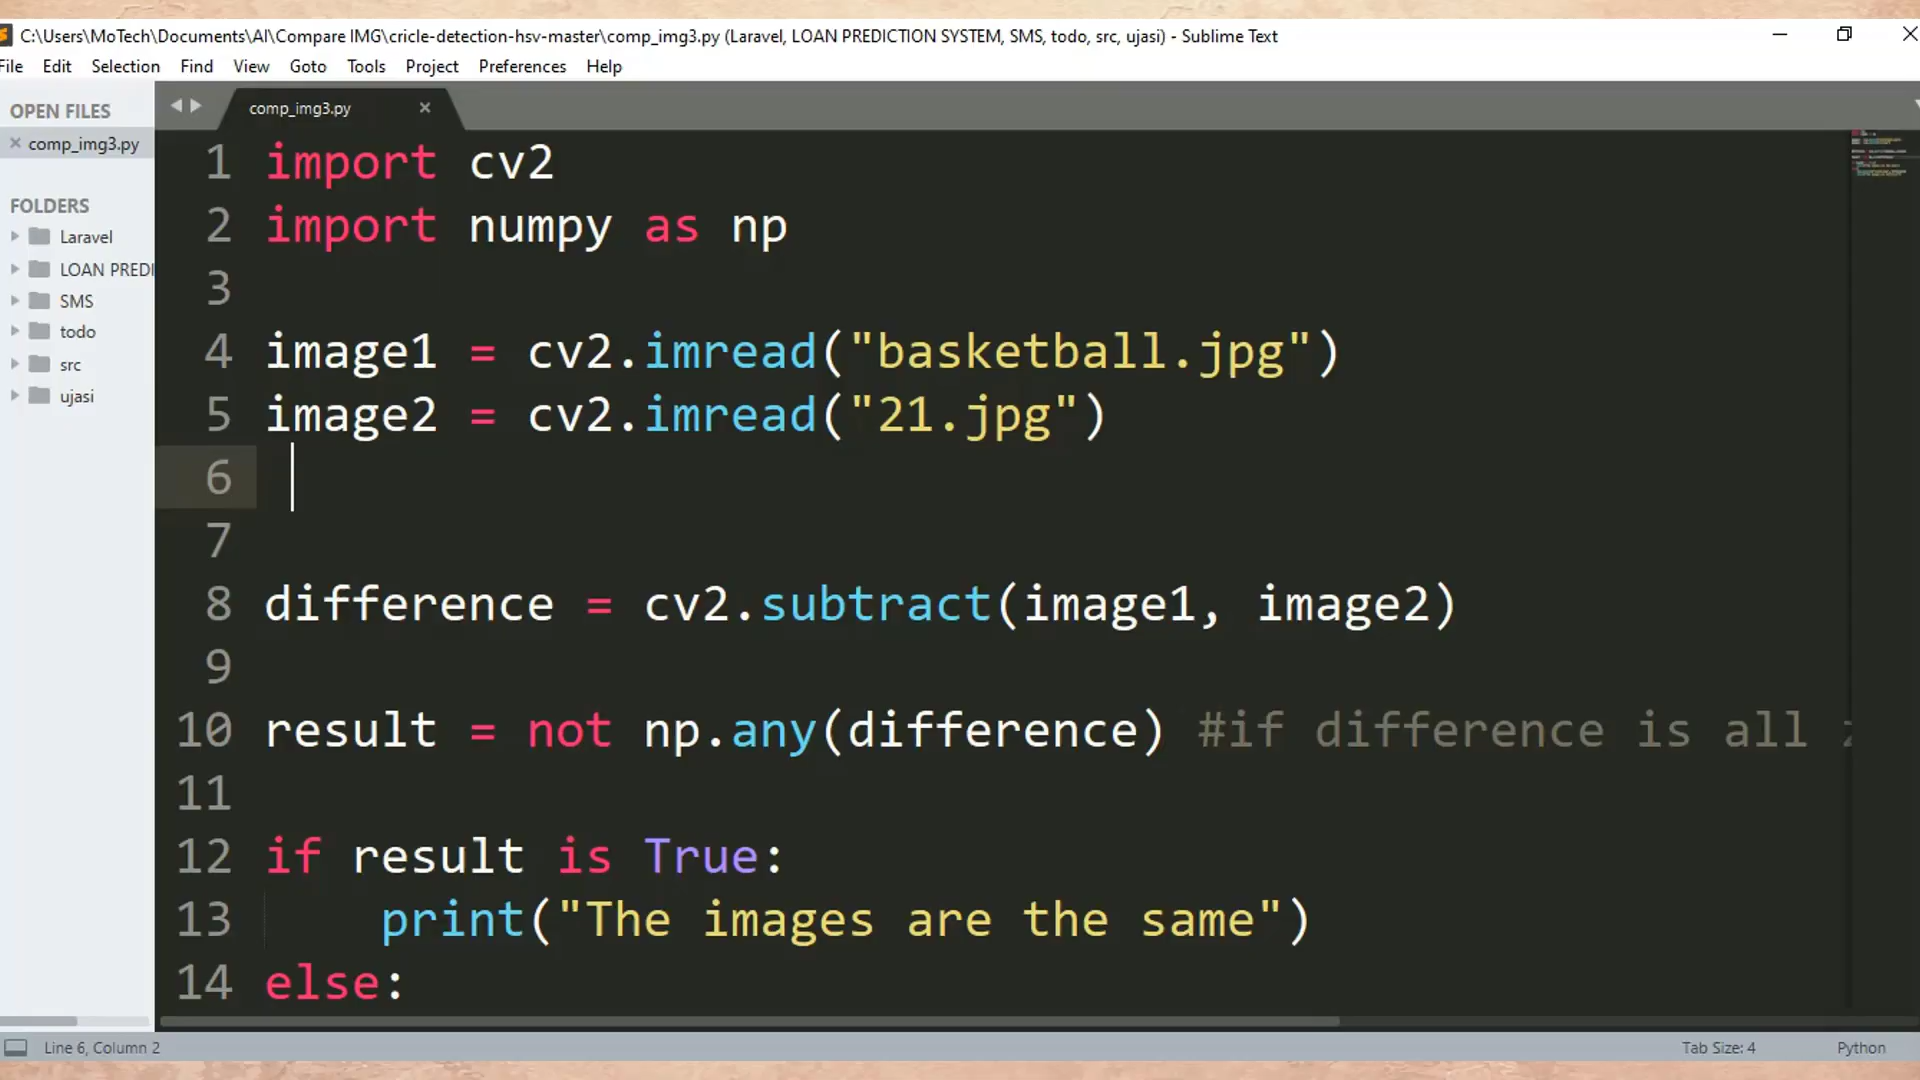 C:\Users\MoTech\Documents\AI\Compare IMG\cricle-detection-hsv-master\comp_img3.py (Laravel, LOAN PREDICTION SYSTEM, SMS, todo, src, ujasi) - Sublime Text
File Edit Selection Find View Goto Tools Project Preferences Help
OPEN FILES
comp_img3.py
FOLDERS
Laravel
LOAN PREDI
SMS
todo
src
ujasi
comp_img3.py
1 import cv2
2 import numpy as np
3
4 image1 = cv2.imread("basketball.jpg")
5 image2 = cv2.imread("21.jpg")
6
7
8 difference = cv2.subtract(image1, image2)
9
10 result = not np.any(difference) #if difference is all
11
12 if result is True:
13     print("The images are the same")
14 else:
Line 6, Column 2
Tab Size: 4
Python